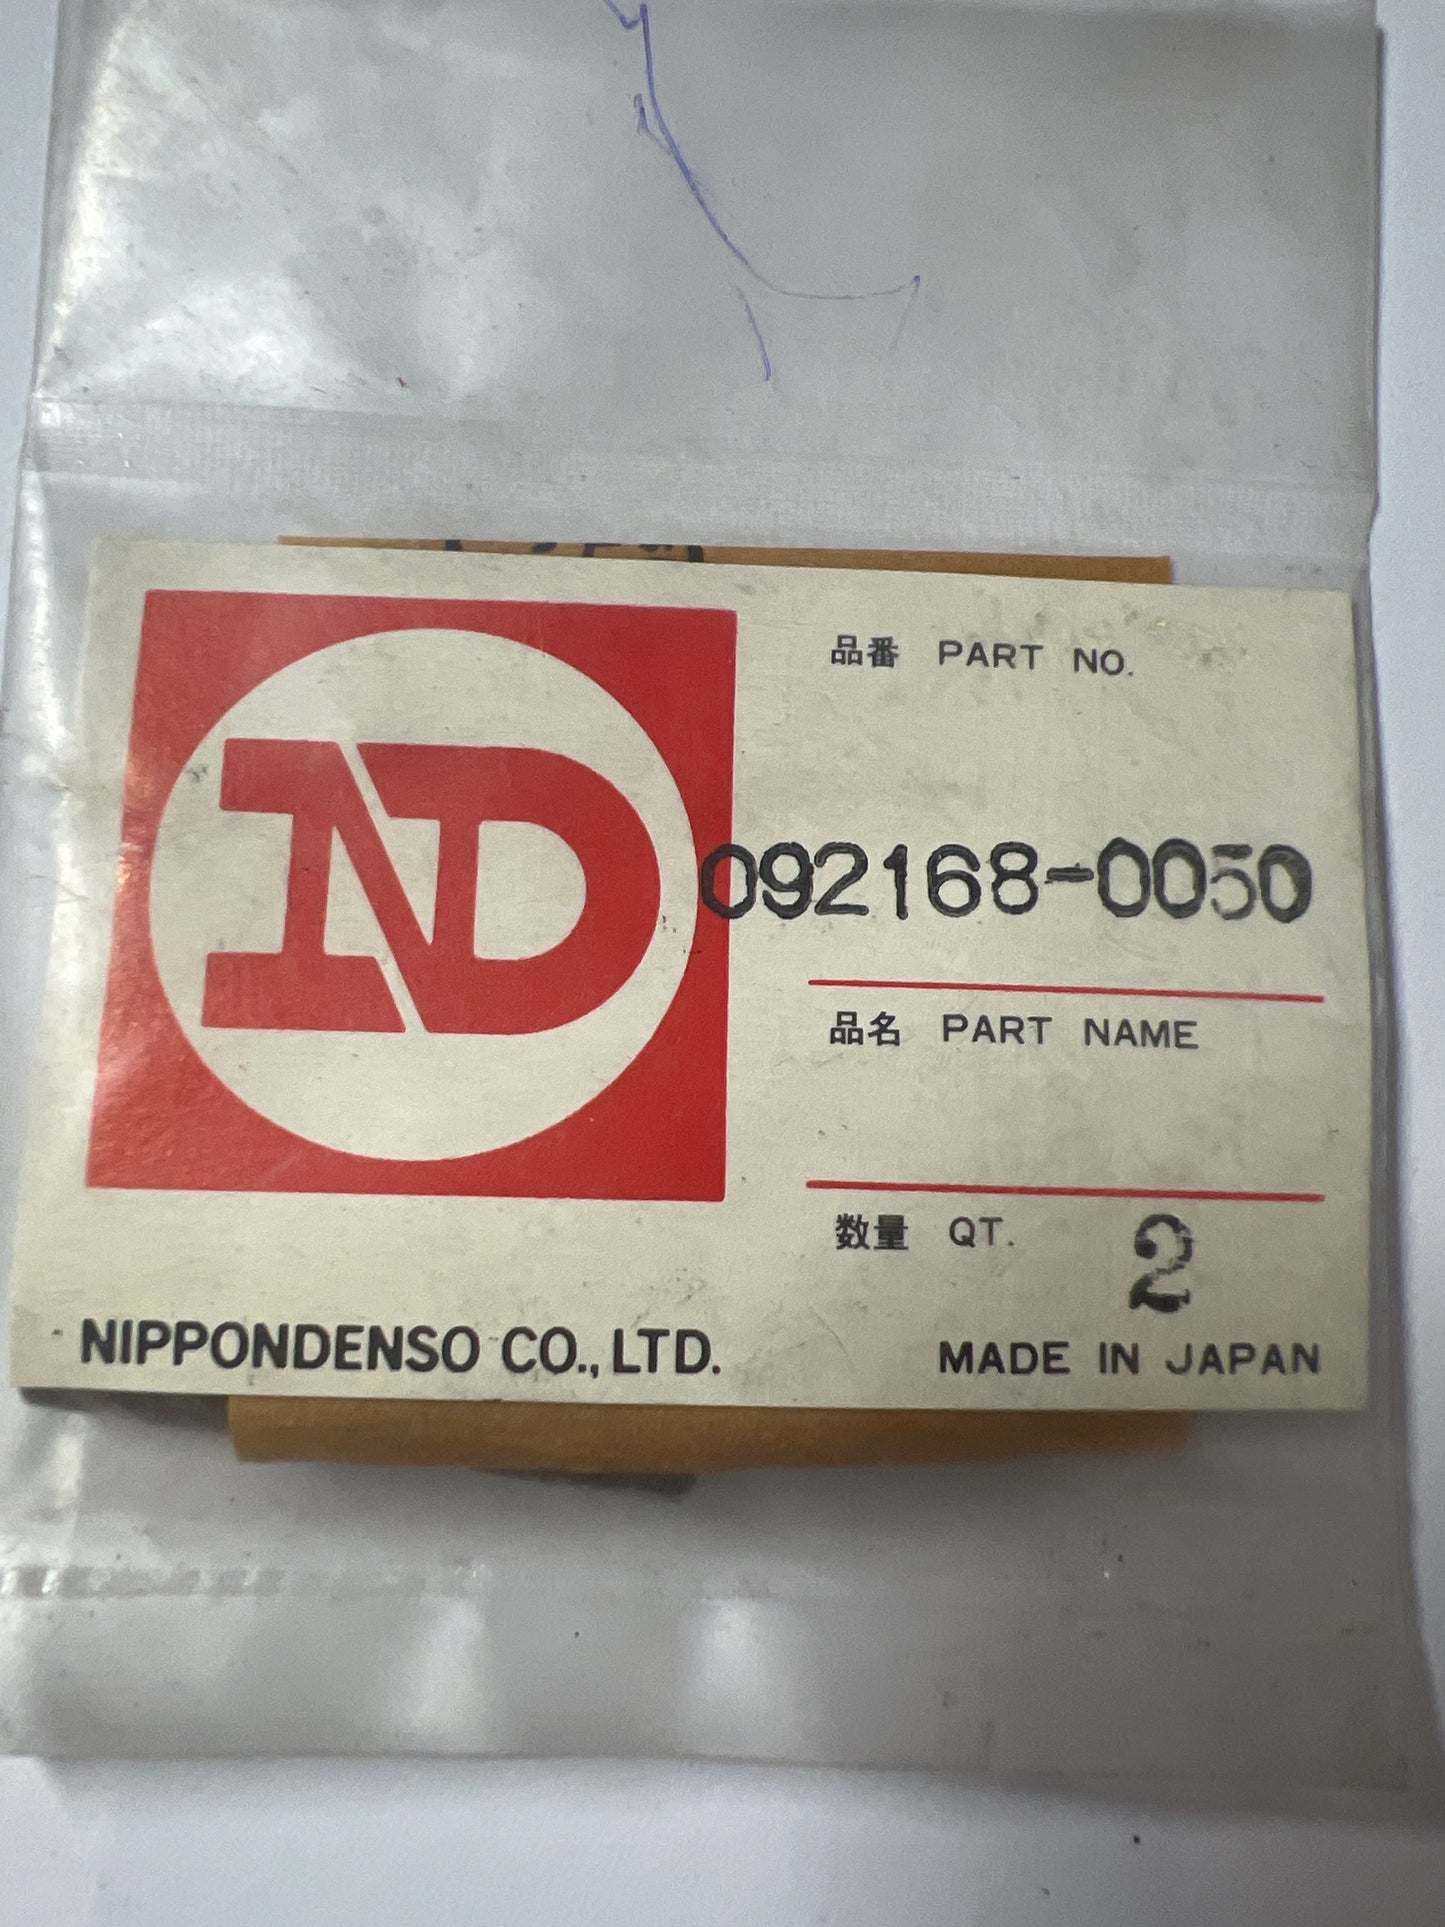 ND
品番 PART NO.
092168-0050
品名 PART NAME
数量 QT. 2
NIPPONDENSO CO., LTD.
MADE IN JAPAN